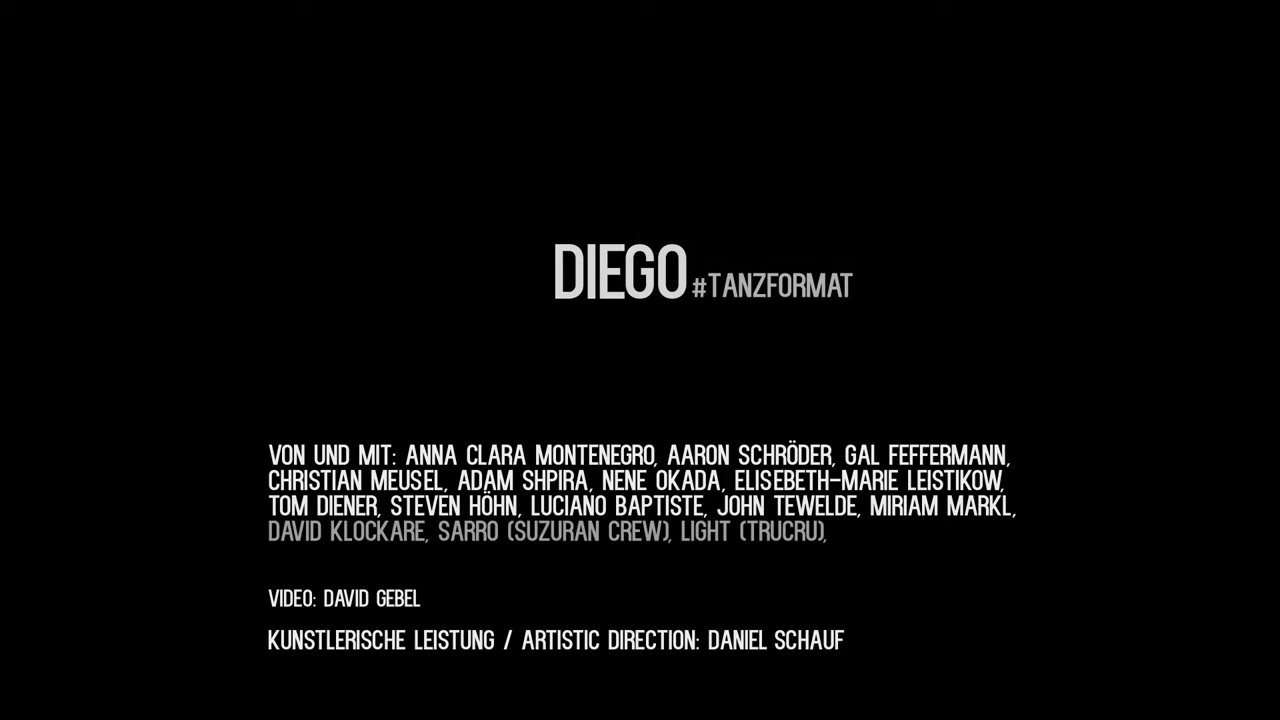 DIEGO #TANZFORMAT
VON UND MIT: ANNA CLARA MONTENEGRO, AARON SCHRÖDER, GAL FEFFERMANN,
CHRISTIAN MEUSEL, ADAM SHPIRA, NENE OKADA, ELISEBETH-MARIE LEISTIKOW,
TOM DIENER, STEVEN HÖHN, LUCIANO BAPTISTE, JOHN TEWELDE, MIRIAM MARKL,
DAVID KLOCKARE, SARRO (SUZURAN CREW), LIGHT (TRUCRU),
VIDEO: DAVID GEBEL
KUNSTLERISCHE LEISTUNG / ARTISTIC DIRECTION: DANIEL SCHAUF